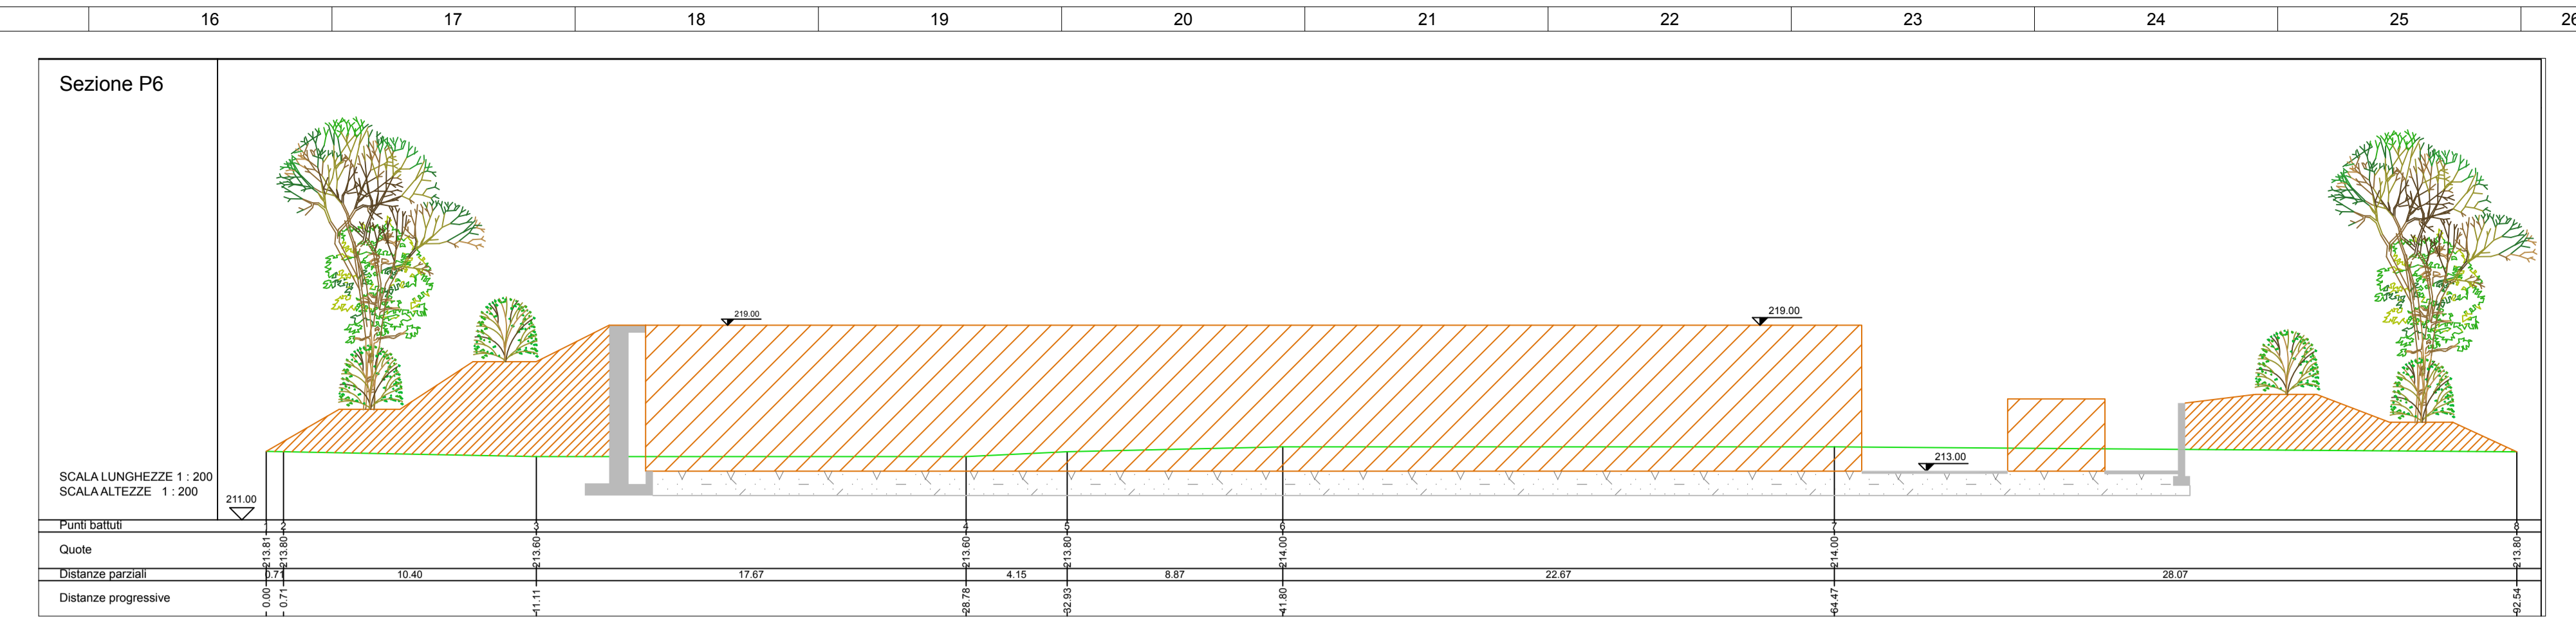 16 17 18 19 20 21 22 23 24 25 26
Sezione P6
219.00 219.00
213.00
SCALA LUNGHEZZE 1 : 200
SCALA ALTEZZE 1 : 200
211.00
Punti battuti 1 2 3 4 5 6 7 8
Quote 213.81 213.80 213.60 213.60 213.80 214.00 214.00 213.80
Distanze parziali 0.71 10.40 17.67 4.15 8.87 22.67 28.07
Distanze progressive 0.00 0.71 11.11 28.78 32.93 41.80 64.47 92.54